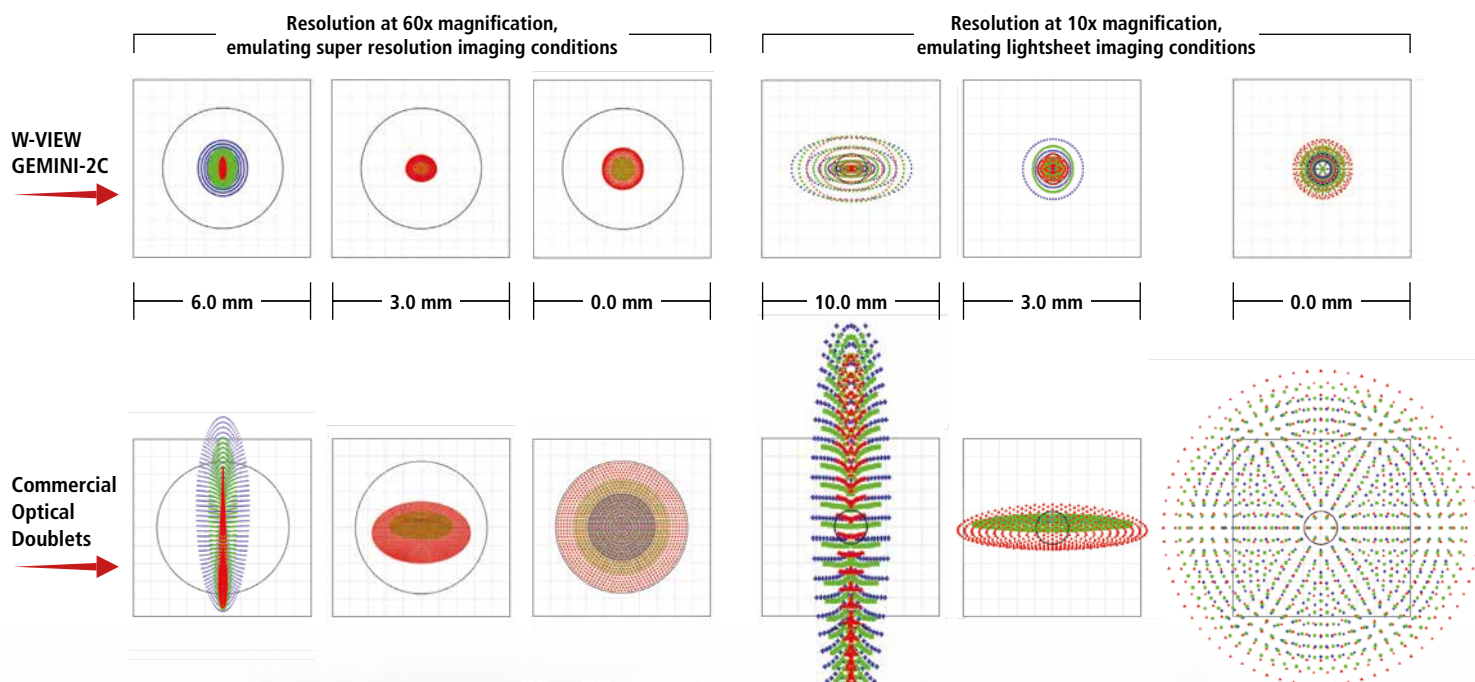 Resolution at 60x magnification,
emulating super resolution imaging conditions
Resolution at 10x magnification,
emulating lightsheet imaging conditions
W-VIEW
GEMINI-2C
6.0 mm
3.0 mm
0.0 mm
10.0 mm
3.0 mm
0.0 mm
Commercial
Optical
Doublets